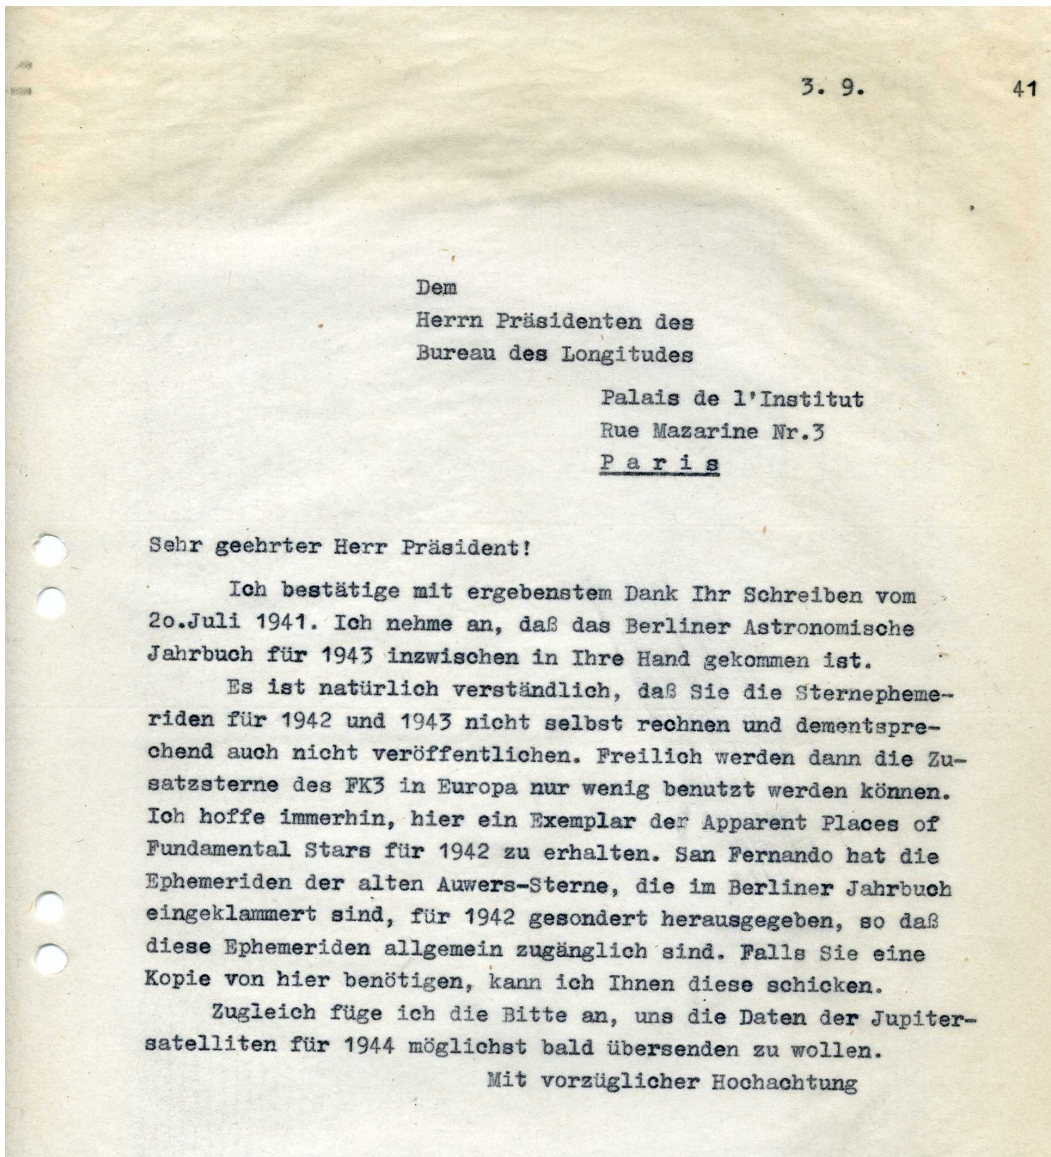 3. 9. 41
Dem
Herrn Präsidenten des
Bureau des Longitudes
Palais de l'Institut
Rue Mazarine Nr.3
P a r i s
Sehr geehrter Herr Präsident!
Ich bestätige mit ergebenstem Dank Ihr Schreiben vom
2o.Juli 1941. Ich nehme an, daß das Berliner Astronomische
Jahrbuch für 1943 inzwischen in Ihre Hand gekommen ist.
Es ist natürlich verständlich, daß Sie die Sternepheme-
riden für 1942 und 1943 nicht selbst rechnen und dementspre-
chend auch nicht veröffentlichen. Freilich werden dann die Zu-
satzsterne des FK3 in Europa nur wenig benutzt werden können.
Ich hoffe immerhin, hier ein Exemplar der Apparent Places of
Fundamental Stars für 1942 zu erhalten. San Fernando hat die
Ephemeriden der alten Auwers-Sterne, die im Berliner Jahrbuch
eingeklammert sind, für 1942 gesondert herausgegeben, so daß
diese Ephemeriden allgemein zugänglich sind. Falls Sie eine
Kopie von hier benötigen, kann ich Ihnen diese schicken.
Zugleich füge ich die Bitte an, uns die Daten der Jupiter-
satelliten für 1944 möglichst bald übersenden zu wollen.
Mit vorzüglicher Hochachtung